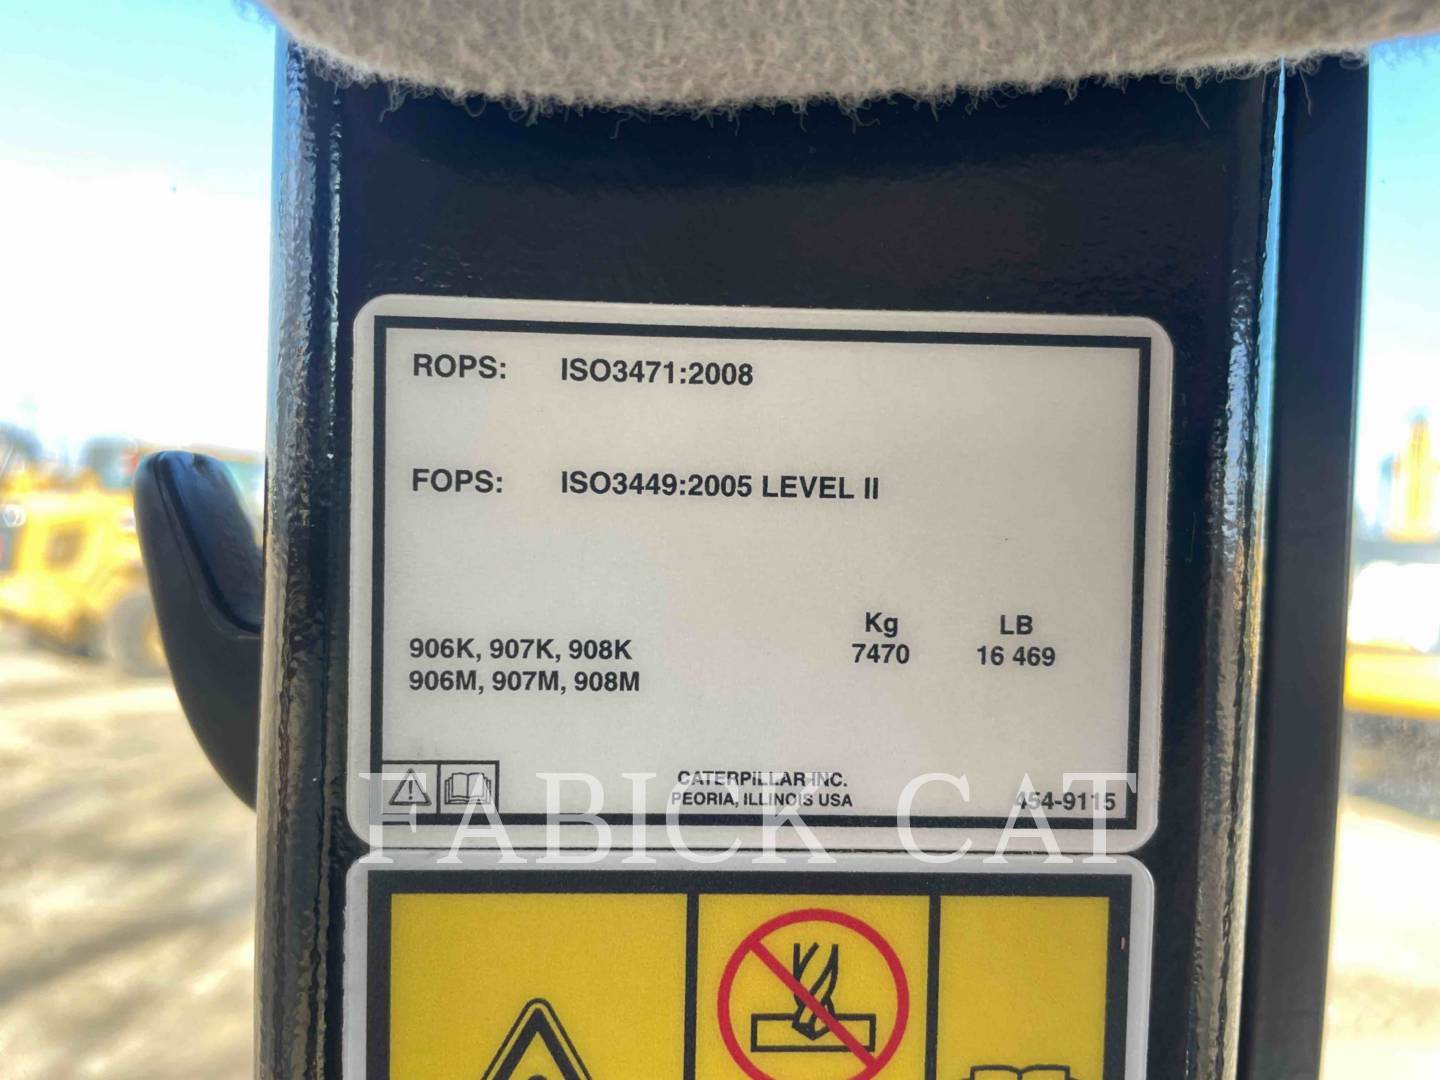 ROPS: ISO3471:2008
FOPS: ISO3449:2005 LEVEL II
Kg LB
906K, 907K, 908K 7470 16 469
906M, 907M, 908M
CATERPILLAR INC.
PEORIA, ILLINOIS USA 454-9115
FABICK CAT